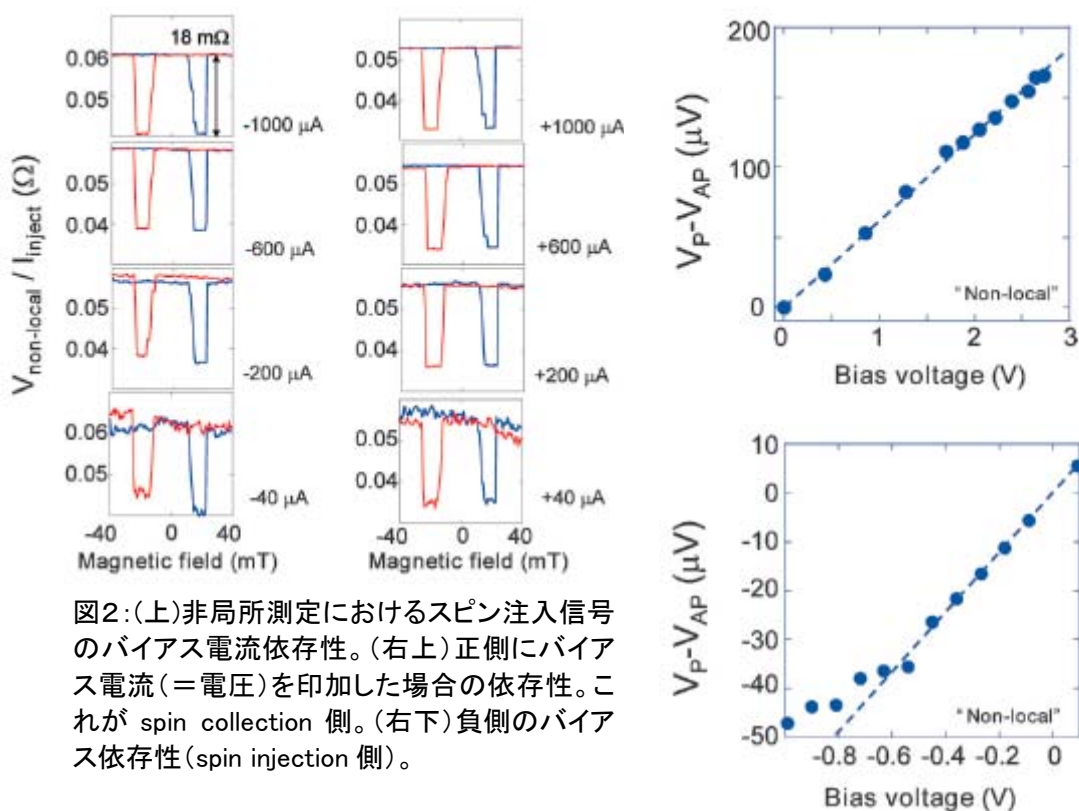 18 mΩ
0.06
0.05
-1000 μA
0.04
+1000 μA
0.05
0.04
-600 μA
0.05
0.04
+600 μA
0.05
0.04
-200 μA
0.05
0.04
+200 μA
0.06
0.05
-40 μA
0.05
0.04
+40 μA
V_non-local / I_inject (Ω)
-40 0 40
Magnetic field (mT)
-40 0 40
Magnetic field (mT)
図2:(上)非局所測定におけるスピン注入信号
のバイアス電流依存性。(右上)正側にバイア
ス電流(=電圧)を印加した場合の依存性。こ
れが spin collection 側。(右下)負側のバイア
ス依存性(spin injection 側)。
200
100
0
V_P-V_AP (μV)
"Non-local"
0 1 2 3
Bias voltage (V)
10
0
-10
-20
-30
-40
-50
V_P-V_AP (μV)
"Non-local"
-0.8 -0.6 -0.4 -0.2 0
Bias voltage (V)